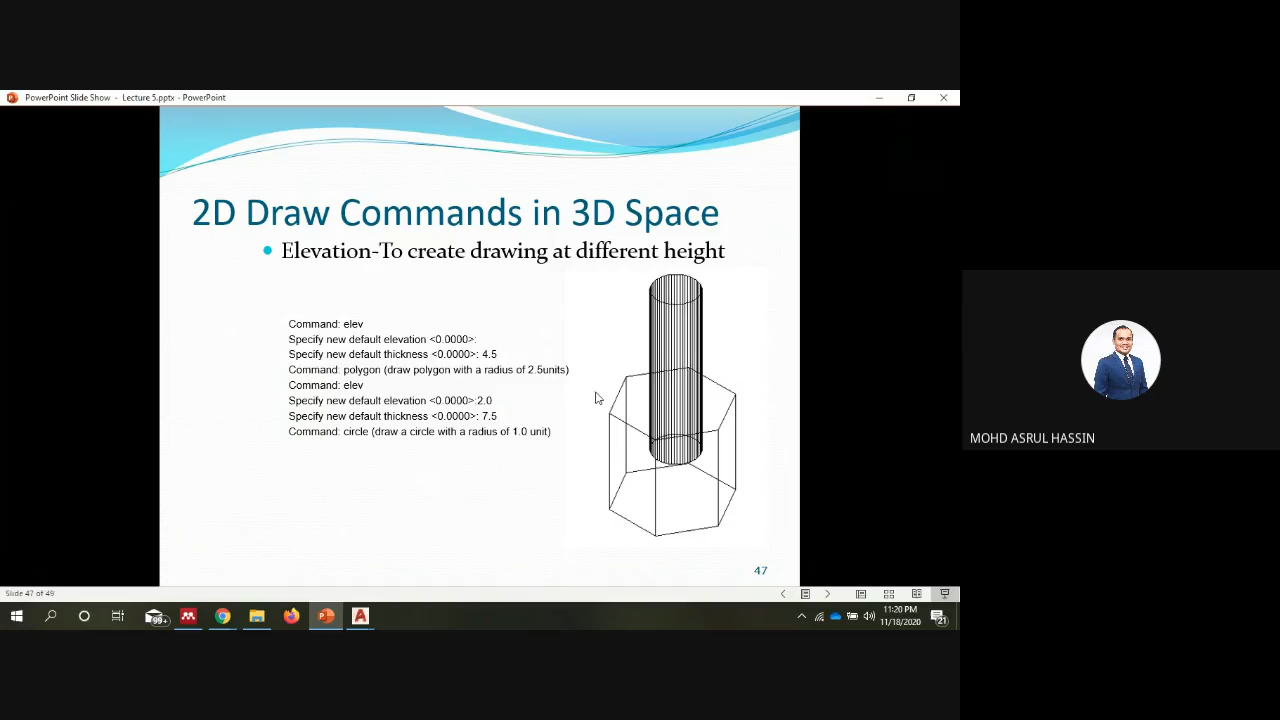 PowerPoint Slide Show - Lecture 5.pptx - PowerPoint
2D Draw Commands in 3D Space
Elevation-To create drawing at different height
Command: elev
Specify new default elevation <0.0000>:
Specify new default thickness <0.0000>: 4.5
Command: polygon (draw polygon with a radius of 2.5units)
Command: elev
Specify new default elevation <0.0000>:2.0
Specify new default thickness <0.0000>: 7.5
Command: circle (draw a circle with a radius of 1.0 unit)
47
MOHD ASRUL HASSIN
Slide 47 of 49
99+
11:20 PM
11/18/2020
21